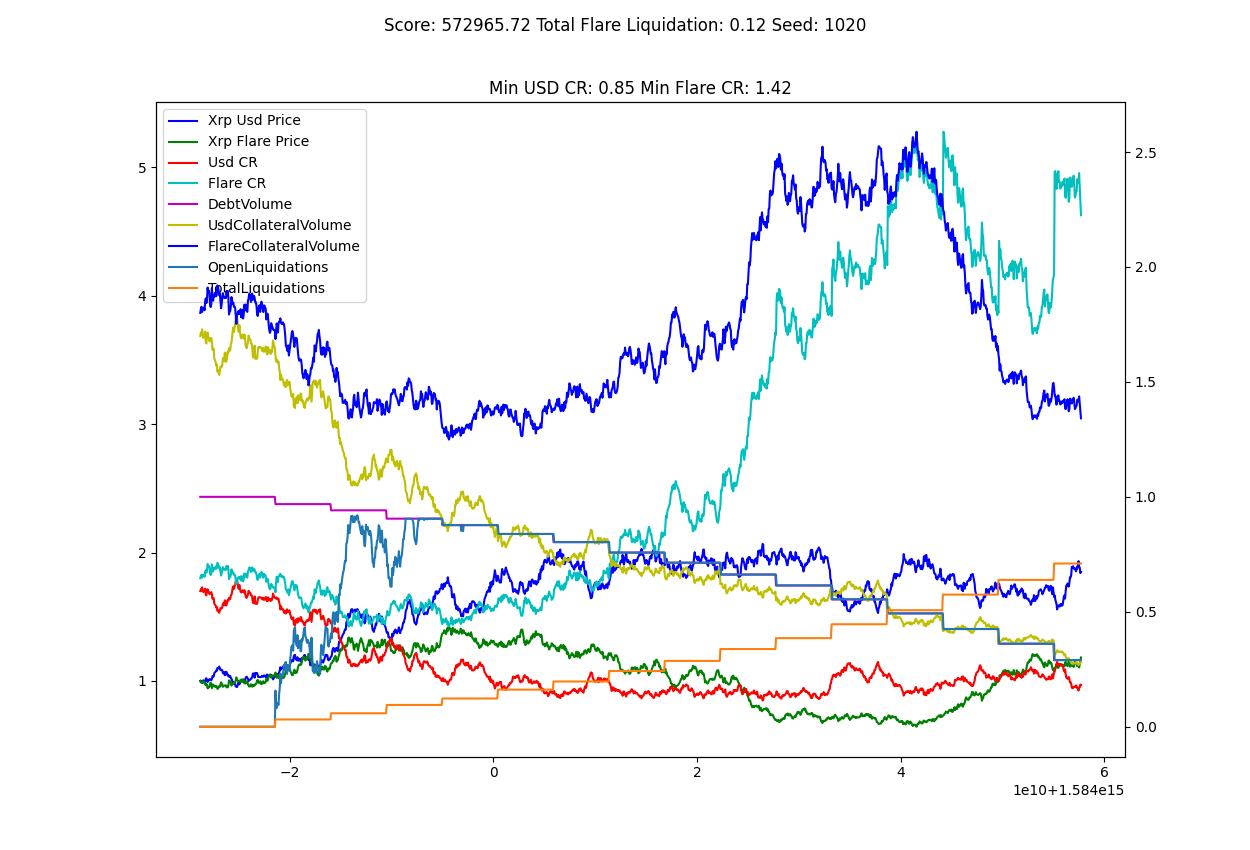 Score: 572965.72 Total Flare Liquidation: 0.12 Seed: 1020
Min USD CR: 0.85 Min Flare CR: 1.42
Xrp Usd Price
Xrp Flare Price
Usd CR
Flare CR
DebtVolume
UsdCollateralVolume
FlareCollateralVolume
OpenLiquidations
TotalLiquidations
5
4
3
2
1
2.5
2.0
1.5
1.0
0.5
0.0
−2 0 2 4 6
1e10+1.584e15